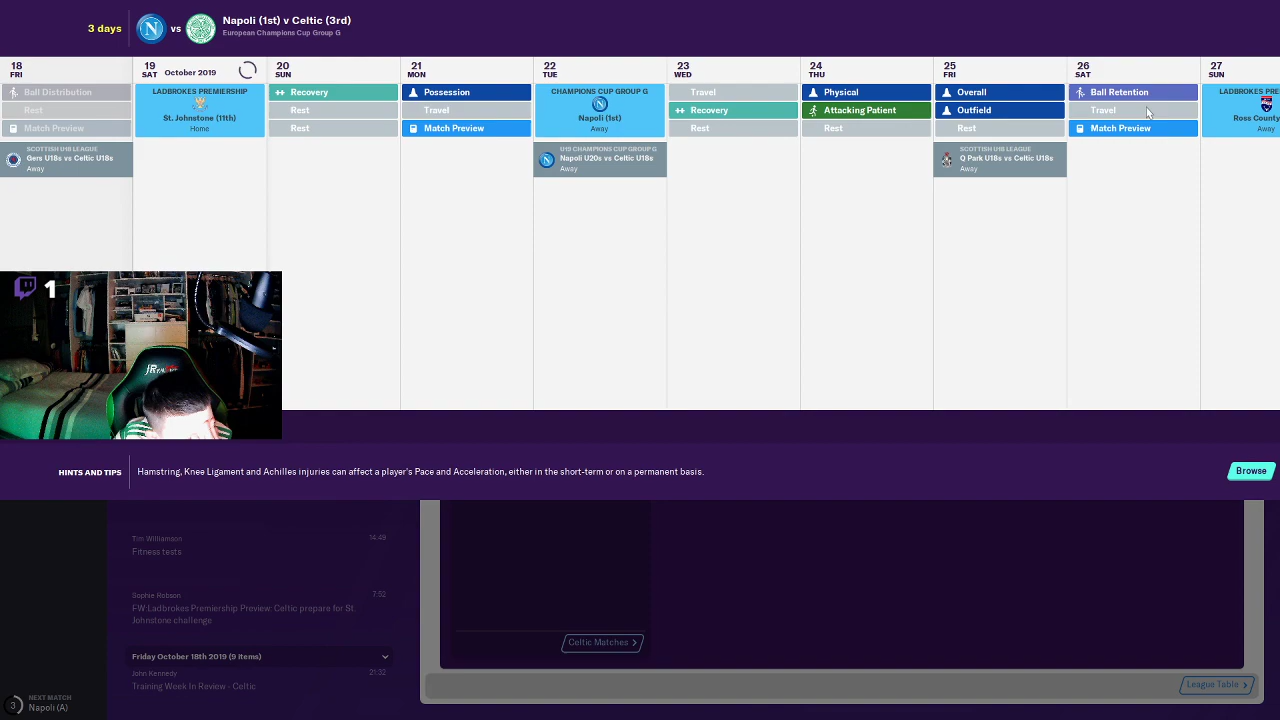 3 days
N
vs
Napoli (1st) v Celtic (3rd)
European Champions Cup Group G
18
FRI
19
SAT
October 2019
20
SUN
21
MON
22
TUE
23
WED
24
THU
25
FRI
26
SAT
27
SUN
Ball Distribution
Rest
Match Preview
SCOTTISH U18 LEAGUE
Gers U18s vs Celtic U18s
Away
LADBROKES PREMIERSHIP
St. Johnstone (11th)
Home
Recovery
Rest
Rest
Possession
Travel
Match Preview
CHAMPIONS CUP GROUP G
Napoli (1st)
Away
U19 CHAMPIONS CUP GROUP G
Napoli U20s vs Celtic U18s
Away
Travel
Recovery
Rest
Physical
Attacking Patient
Rest
Overall
Outfield
Rest
SCOTTISH U18 LEAGUE
Q Park U18s vs Celtic U18s
Away
Ball Retention
Travel
Match Preview
LADBROKES PRE
Ross County
Away
1
HINTS AND TIPS
Hamstring, Knee Ligament and Achilles injuries can affect a player's Pace and Acceleration, either in the short-term or on a permanent basis.
Browse
Tim Williamson
14:49
Fitness tests
Sophie Robson
7:52
FW:Ladbrokes Premiership Preview: Celtic prepare for St.
Johnstone challenge
Celtic Matches
Friday October 18th 2019 (9 Items)
John Kennedy
21:32
Training Week In Review - Celtic
League Table
3
NEXT MATCH
Napoli (A)